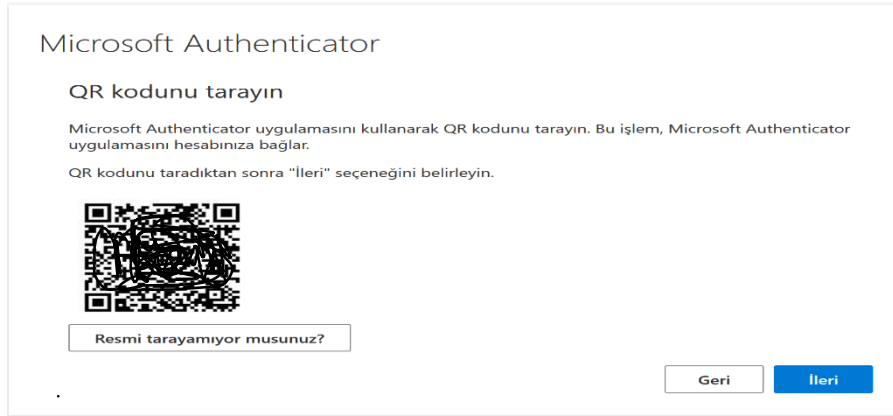 Microsoft Authenticator
QR kodunu tarayın
Microsoft Authenticator uygulamasını kullanarak QR kodunu tarayın. Bu işlem, Microsoft Authenticator
uygulamasını hesabınıza bağlar.
QR kodunu taradıktan sonra "İleri" seçeneğini belirleyin.
Resmi tarayamıyor musunuz?
Geri
İleri
.